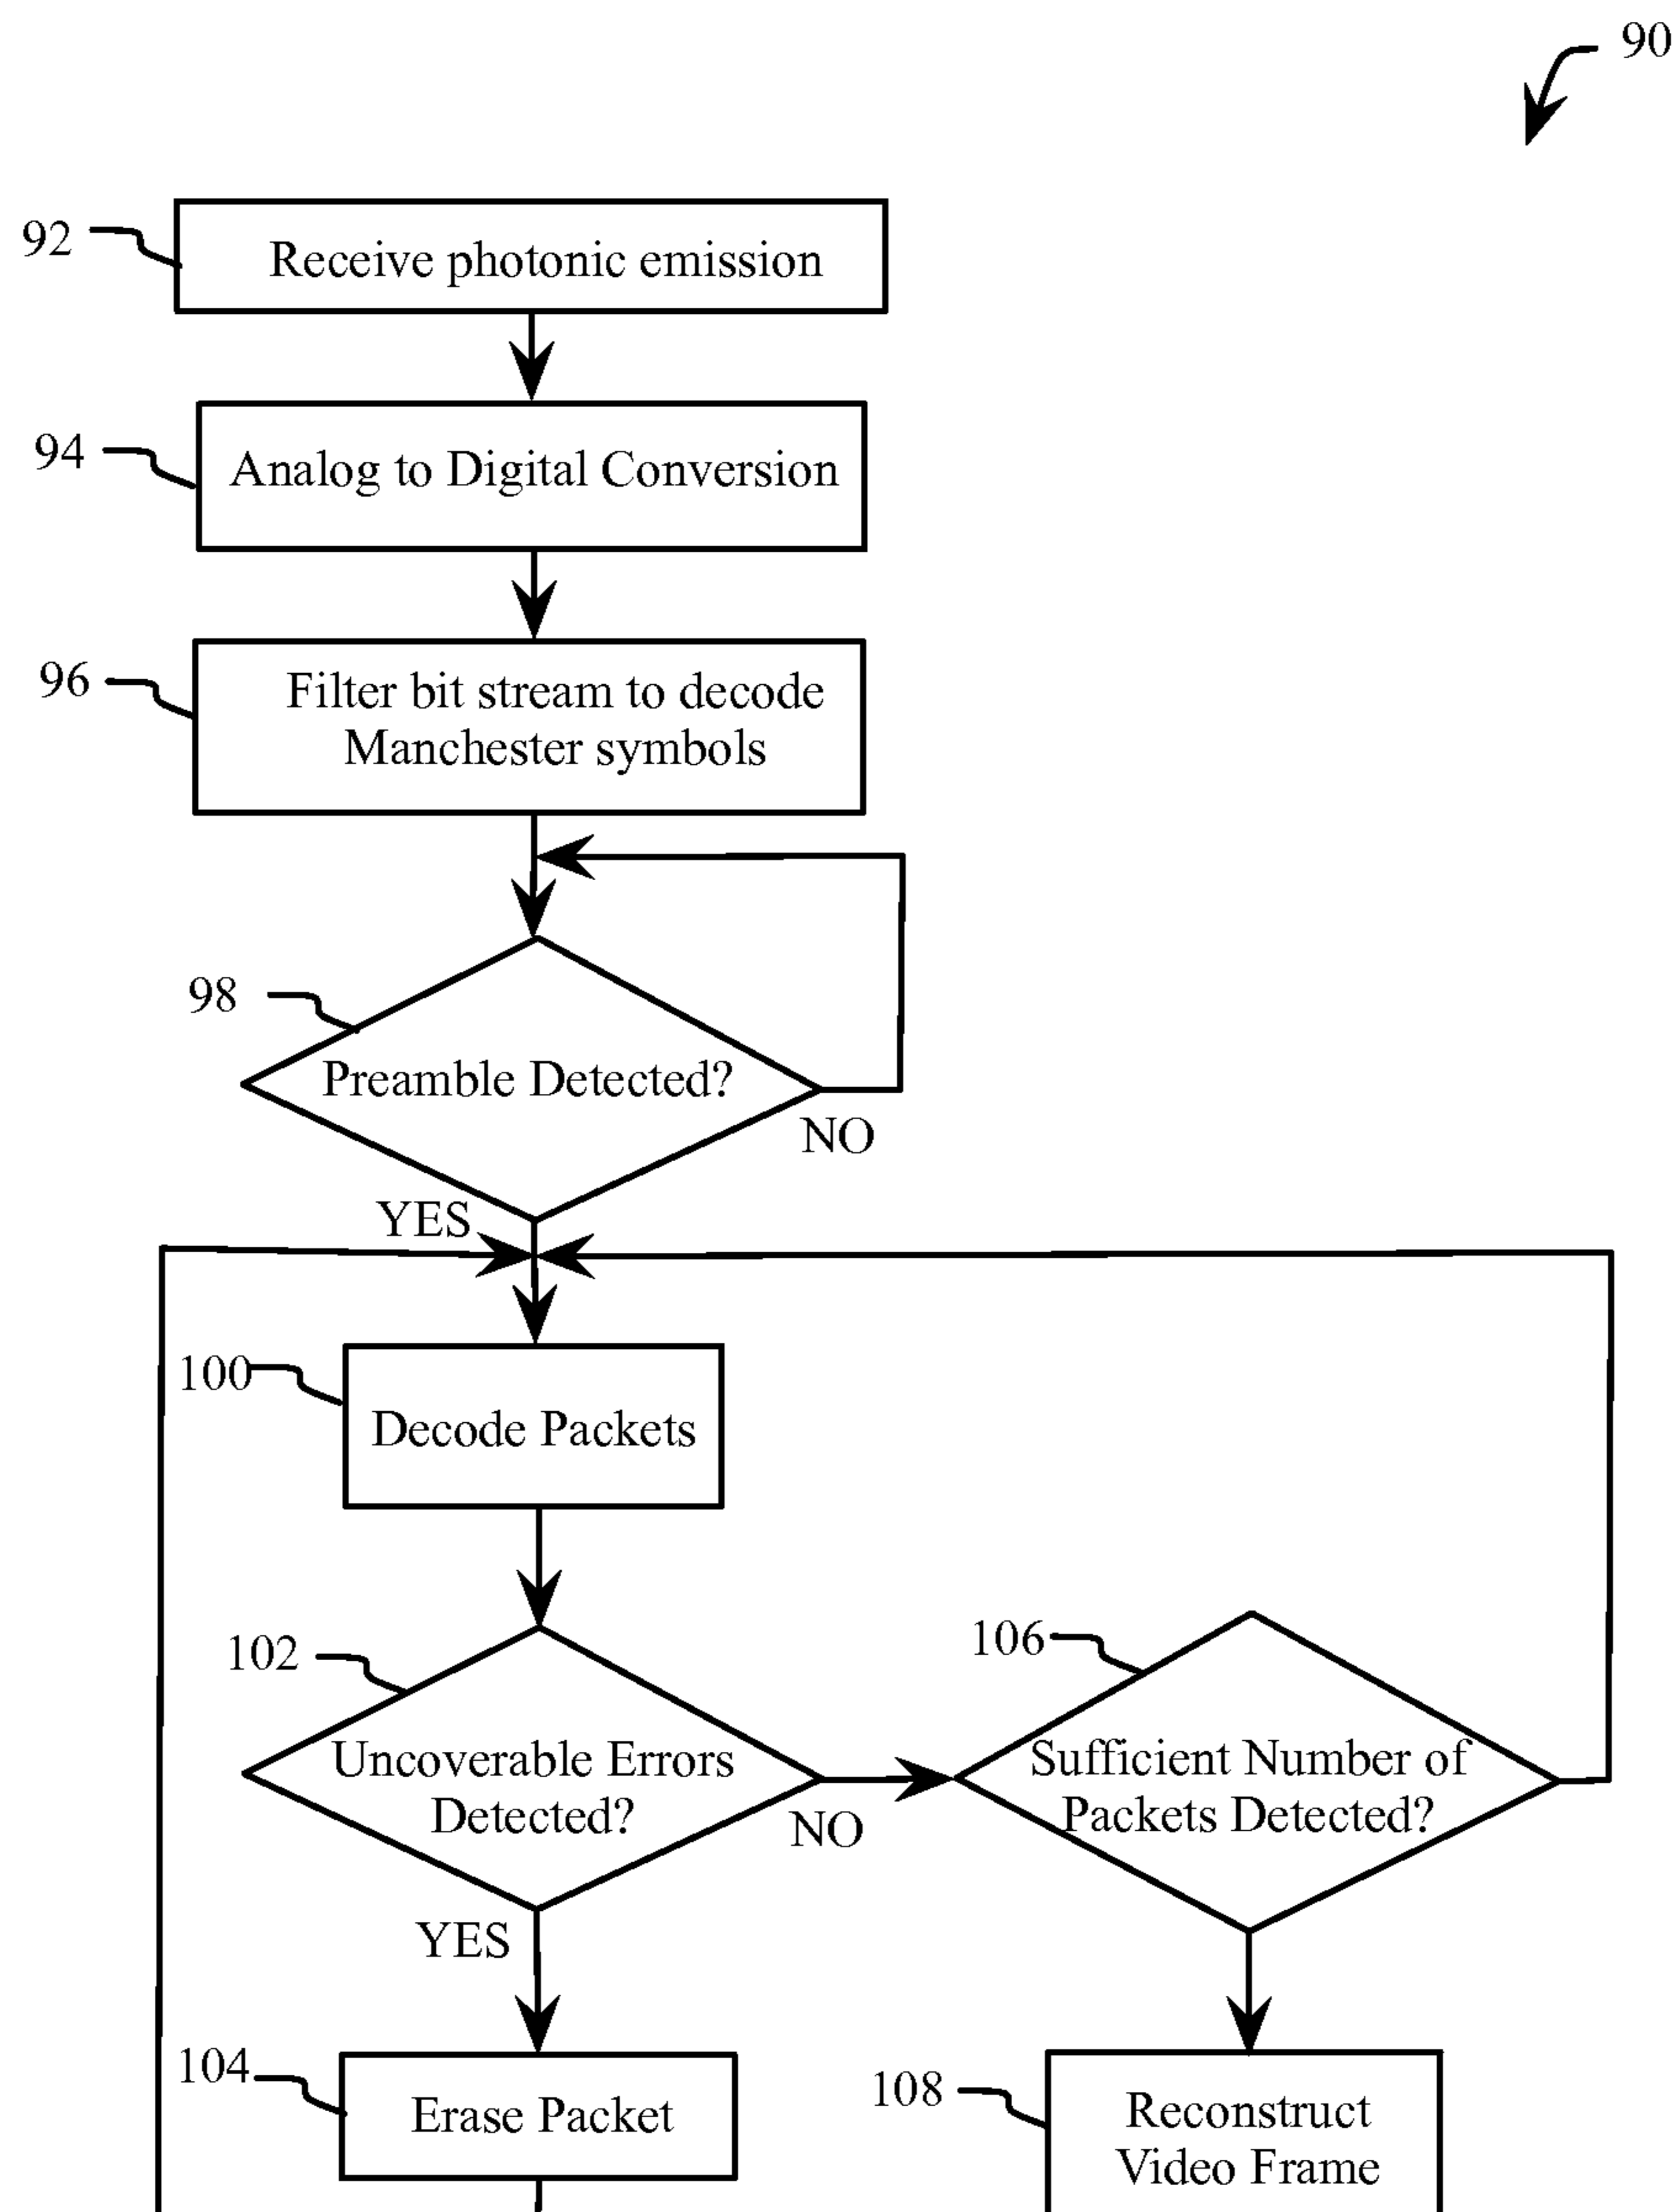 90
92
Receive photonic emission
94
Analog to Digital Conversion
96
Filter bit stream to decode
Manchester symbols
98
Preamble Detected?
NO
YES
100
Decode Packets
102
Uncoverable Errors
Detected?
NO
106
Sufficient Number of
Packets Detected?
YES
104
Erase Packet
108
Reconstruct
Video Frame